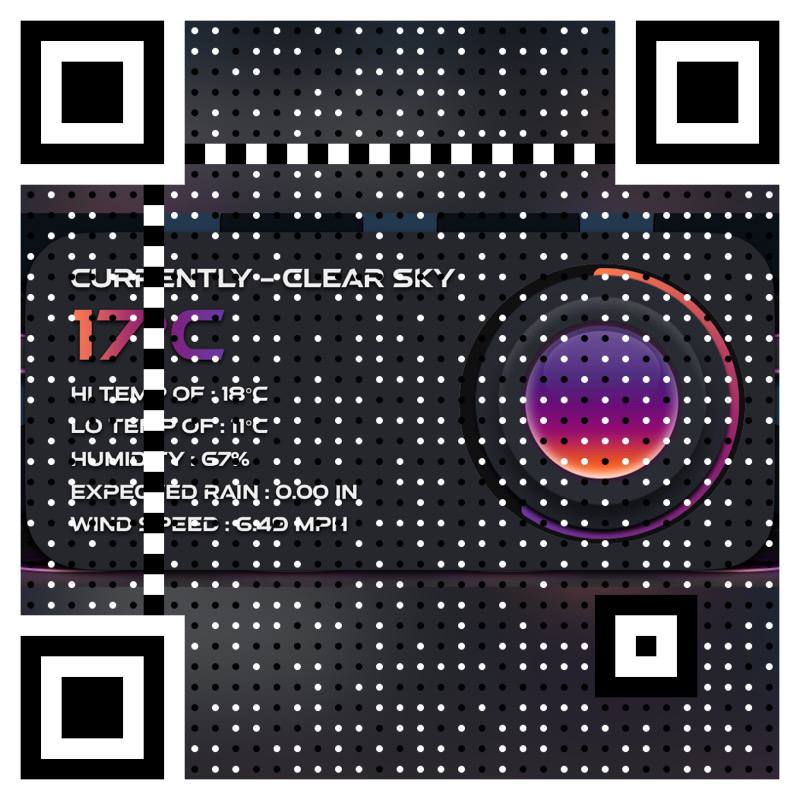 CURRENTLY - CLEAR SKY
17°C
HI TEMP OF : 18°C
LO TEMP OF : 11°C
HUMIDITY : 67%
EXPECTED RAIN : 0.00 IN
WIND SPEED : 6.40 MPH